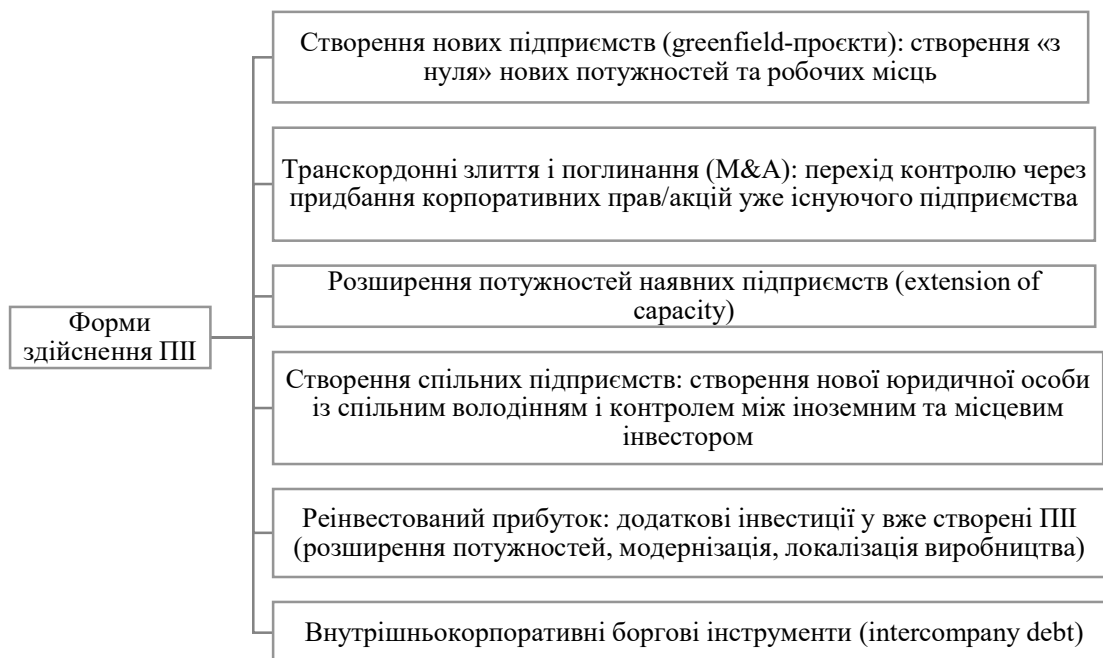 Форми
здійснення ПІІ
Створення нових підприємств (greenfield-проєкти): створення «з
нуля» нових потужностей та робочих місць
Транскордонні злиття і поглинання (M&A): перехід контролю через
придбання корпоративних прав/акцій уже існуючого підприємства
Розширення потужностей наявних підприємств (extension of
capacity)
Створення спільних підприємств: створення нової юридичної особи
із спільним володінням і контролем між іноземним та місцевим
інвестором
Реінвестований прибуток: додаткові інвестиції у вже створені ПІІ
(розширення потужностей, модернізація, локалізація виробництва)
Внутрішньокорпоративні боргові інструменти (intercompany debt)